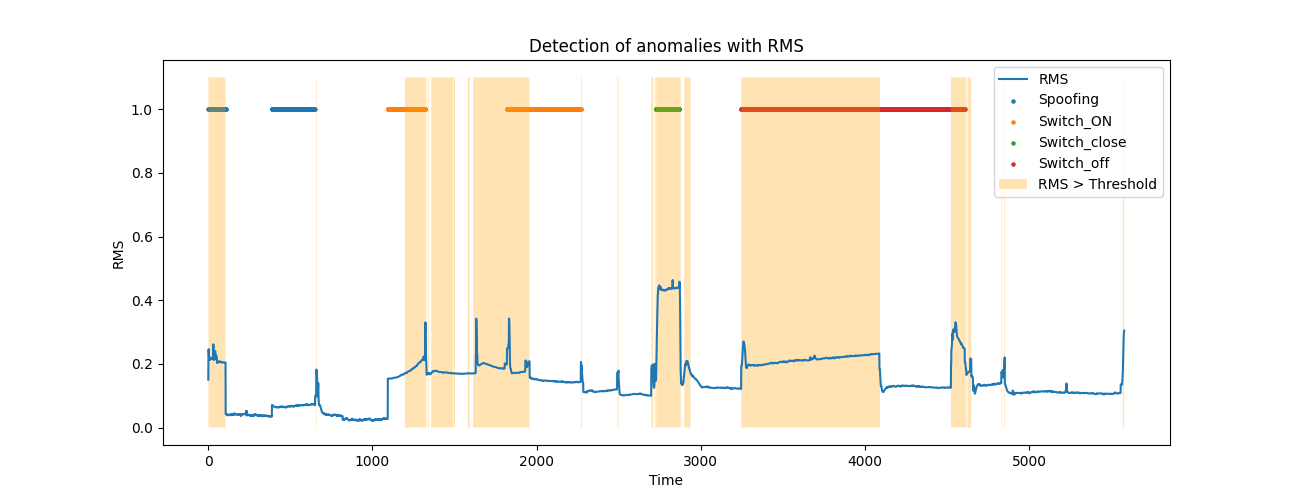 Detection of anomalies with RMS
RMS
1.0
0.8
0.6
0.4
0.2
0.0
0
1000
2000
3000
4000
5000
Time
RMS
Spoofing
Switch_ON
Switch_close
Switch_off
RMS > Threshold